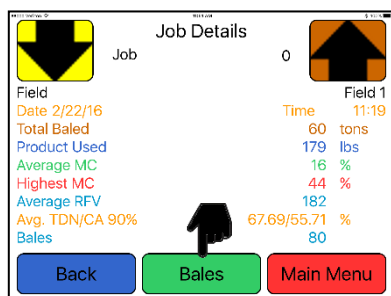 Job Details
Job 0
Field Field 1
Date 2/22/16 Time 11:19
Total Baled 60 tons
Product Used 179 lbs
Average MC 16 %
Highest MC 44 %
Average RFV 182
Avg. TDN/CA 90% 67.69/55.71 %
Bales 80
Back Bales Main Menu